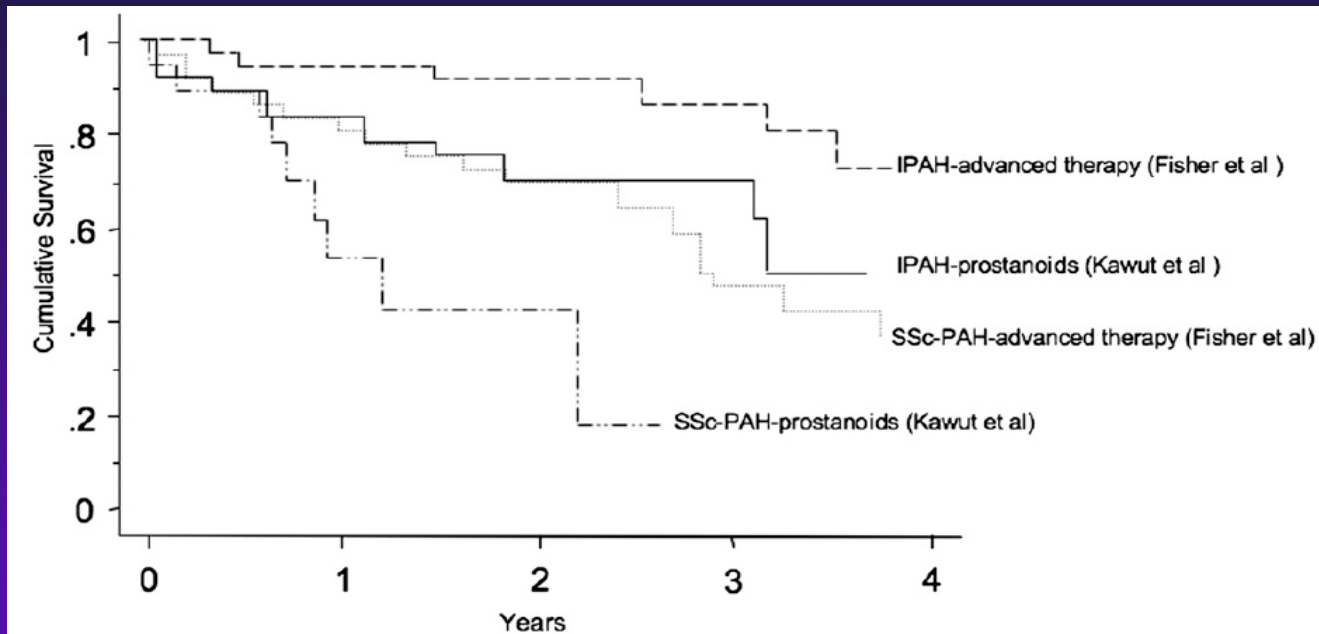 Cumulative Survival
1
.8
.6
.4
.2
0
IPAH-advanced therapy (Fisher et al )
IPAH-prostanoids (Kawut et al )
SSc-PAH-advanced therapy (Fisher et al)
SSc-PAH-prostanoids (Kawut et al)
0 1 2 3 4
Years